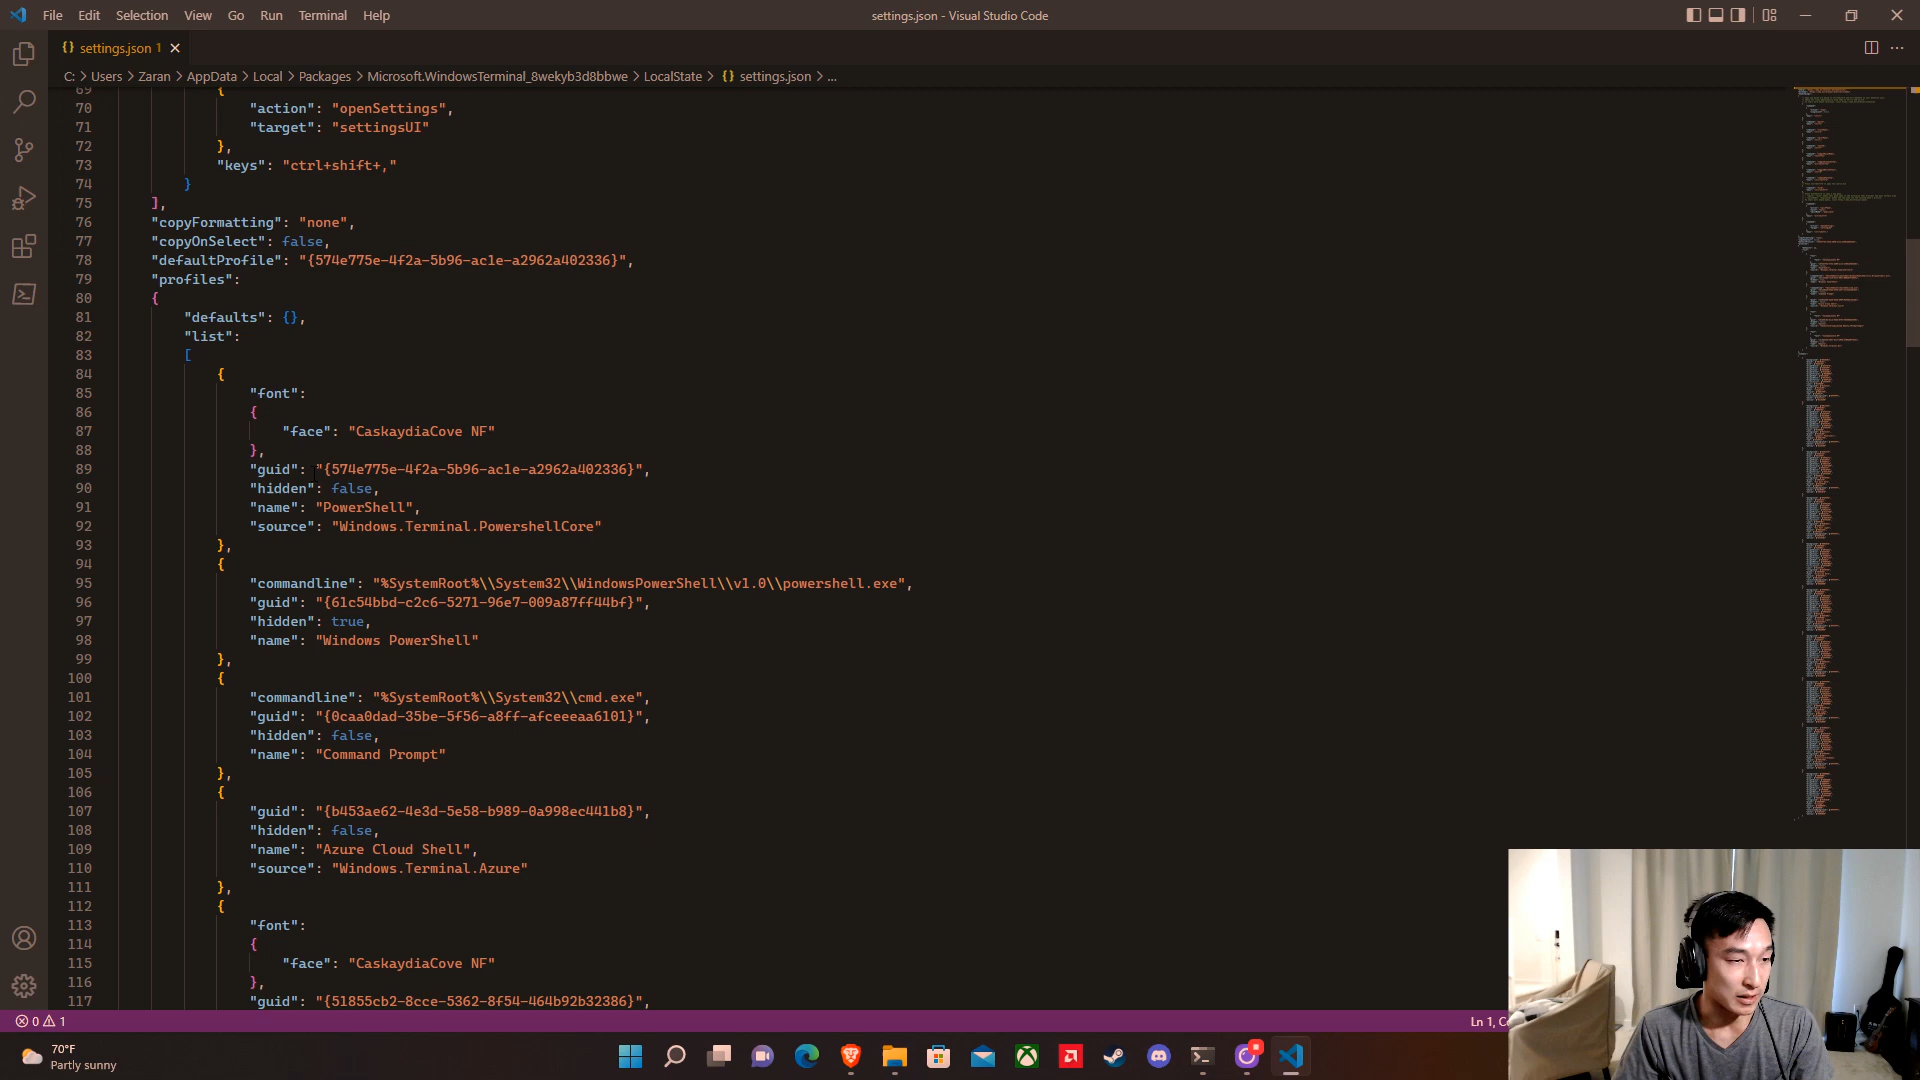 File Edit Selection View Go Run Terminal Help
settings.json - Visual Studio Code
{} settings.json 1
C: > Users > Zaran > AppData > Local > Packages > Microsoft.WindowsTerminal_8wekyb3d8bbwe > LocalState > {} settings.json > ...
69 {
70 "action": "openSettings",
71 "target": "settingsUI"
72 },
73 "keys": "ctrl+shift+,"
74 }
75 ],
76 "copyFormatting": "none",
77 "copyOnSelect": false,
78 "defaultProfile": "{574e775e-4f2a-5b96-ac1e-a2962a402336}",
79 "profiles":
80 {
81 "defaults": {},
82 "list":
83 [
84 {
85 "font":
86 {
87 "face": "CaskaydiaCove NF"
88 },
89 "guid": "{574e775e-4f2a-5b96-ac1e-a2962a402336}",
90 "hidden": false,
91 "name": "PowerShell",
92 "source": "Windows.Terminal.PowershellCore"
93 },
94 {
95 "commandline": "%SystemRoot%\\System32\\WindowsPowerShell\\v1.0\\powershell.exe",
96 "guid": "{61c54bbd-c2c6-5271-96e7-009a87ff44bf}",
97 "hidden": true,
98 "name": "Windows PowerShell"
99 },
100 {
101 "commandline": "%SystemRoot%\\System32\\cmd.exe",
102 "guid": "{0caa0dad-35be-5f56-a8ff-afceeeaa6101}",
103 "hidden": false,
104 "name": "Command Prompt"
105 },
106 {
107 "guid": "{b453ae62-4e3d-5e58-b989-0a998ec441b8}",
108 "hidden": false,
109 "name": "Azure Cloud Shell",
110 "source": "Windows.Terminal.Azure"
111 },
112 {
113 "font":
114 {
115 "face": "CaskaydiaCove NF"
116 },
117 "guid": "{51855cb2-8cce-5362-8f54-464b92b32386}",
0 1
Ln 1,
70°F
Partly sunny